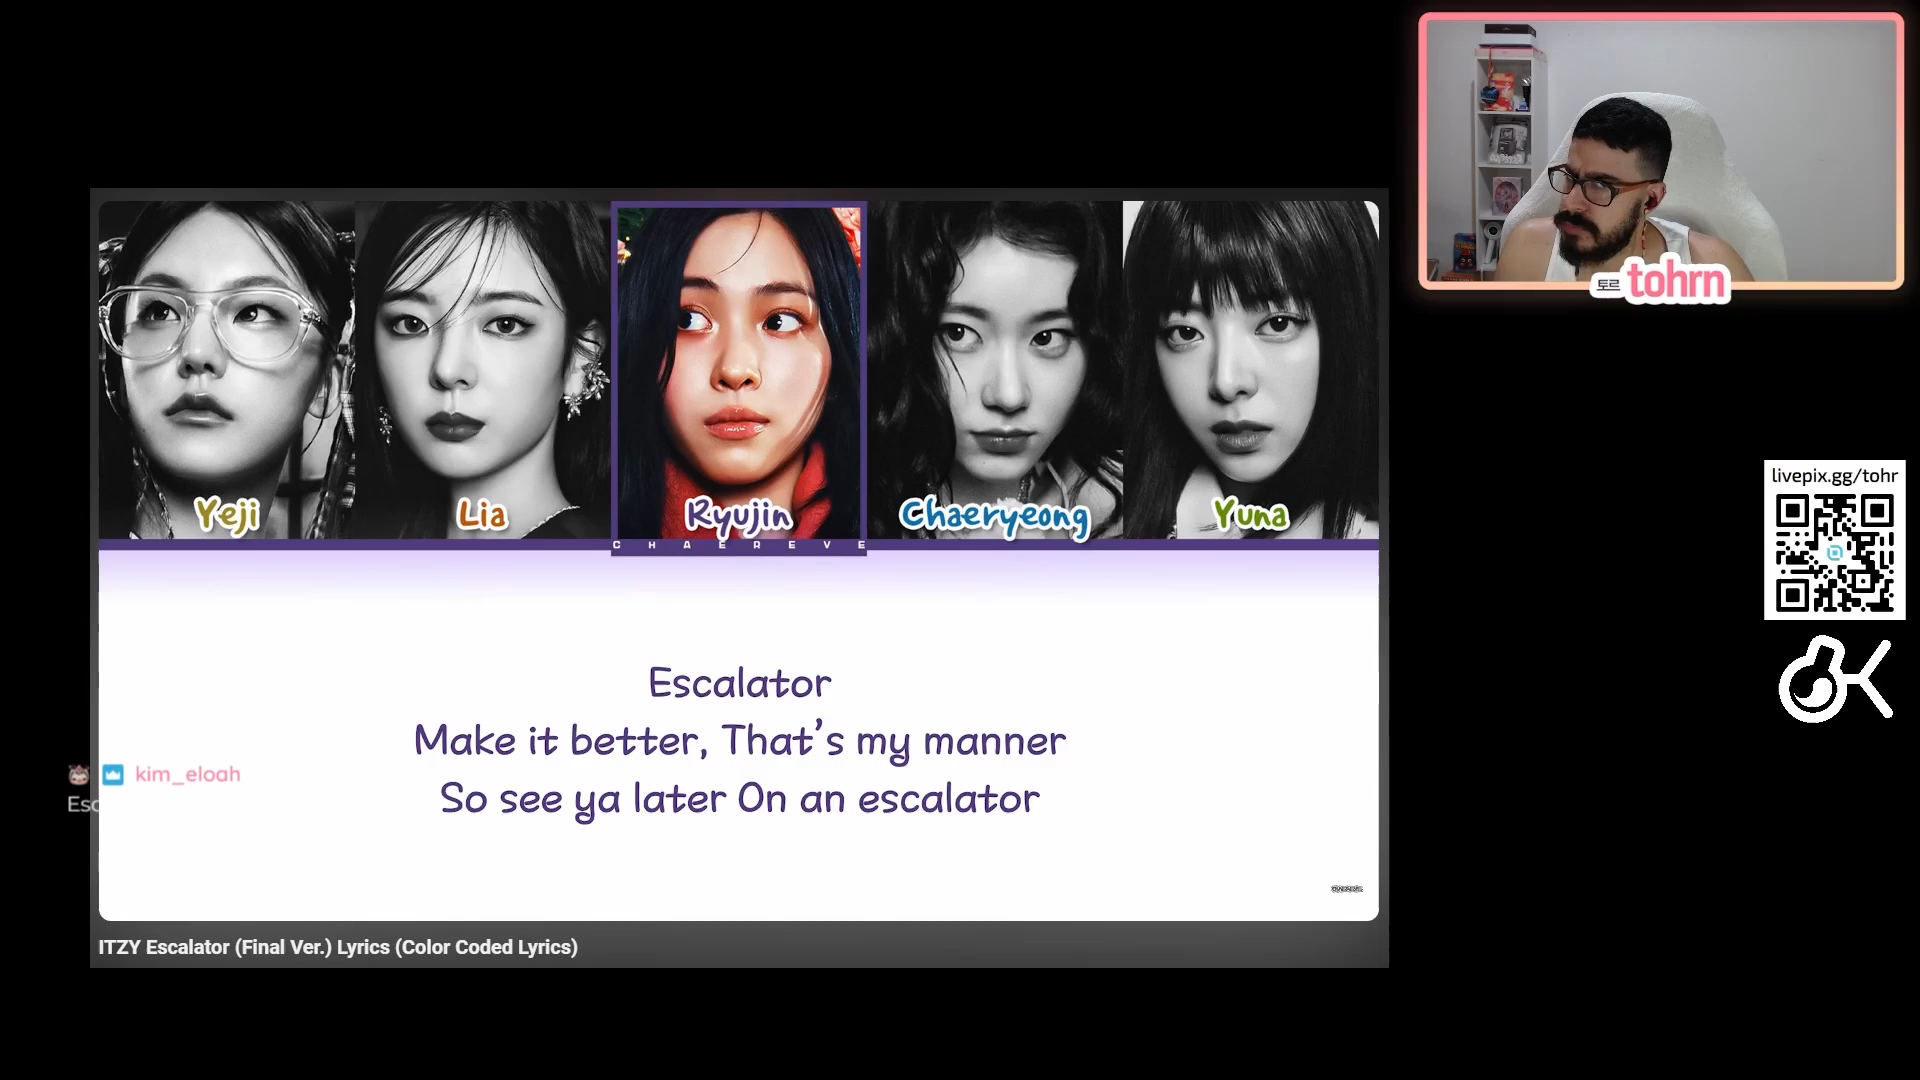 Yeji
Lia
Ryujin
Chaeryeong
Yuna
CHAEREVE
Escalator
Make it better, That's my manner
So see ya later On an escalator
kim_eloah
Esc
ITZY Escalator (Final Ver.) Lyrics (Color Coded Lyrics)
토르 tohrn
livepix.gg/tohr